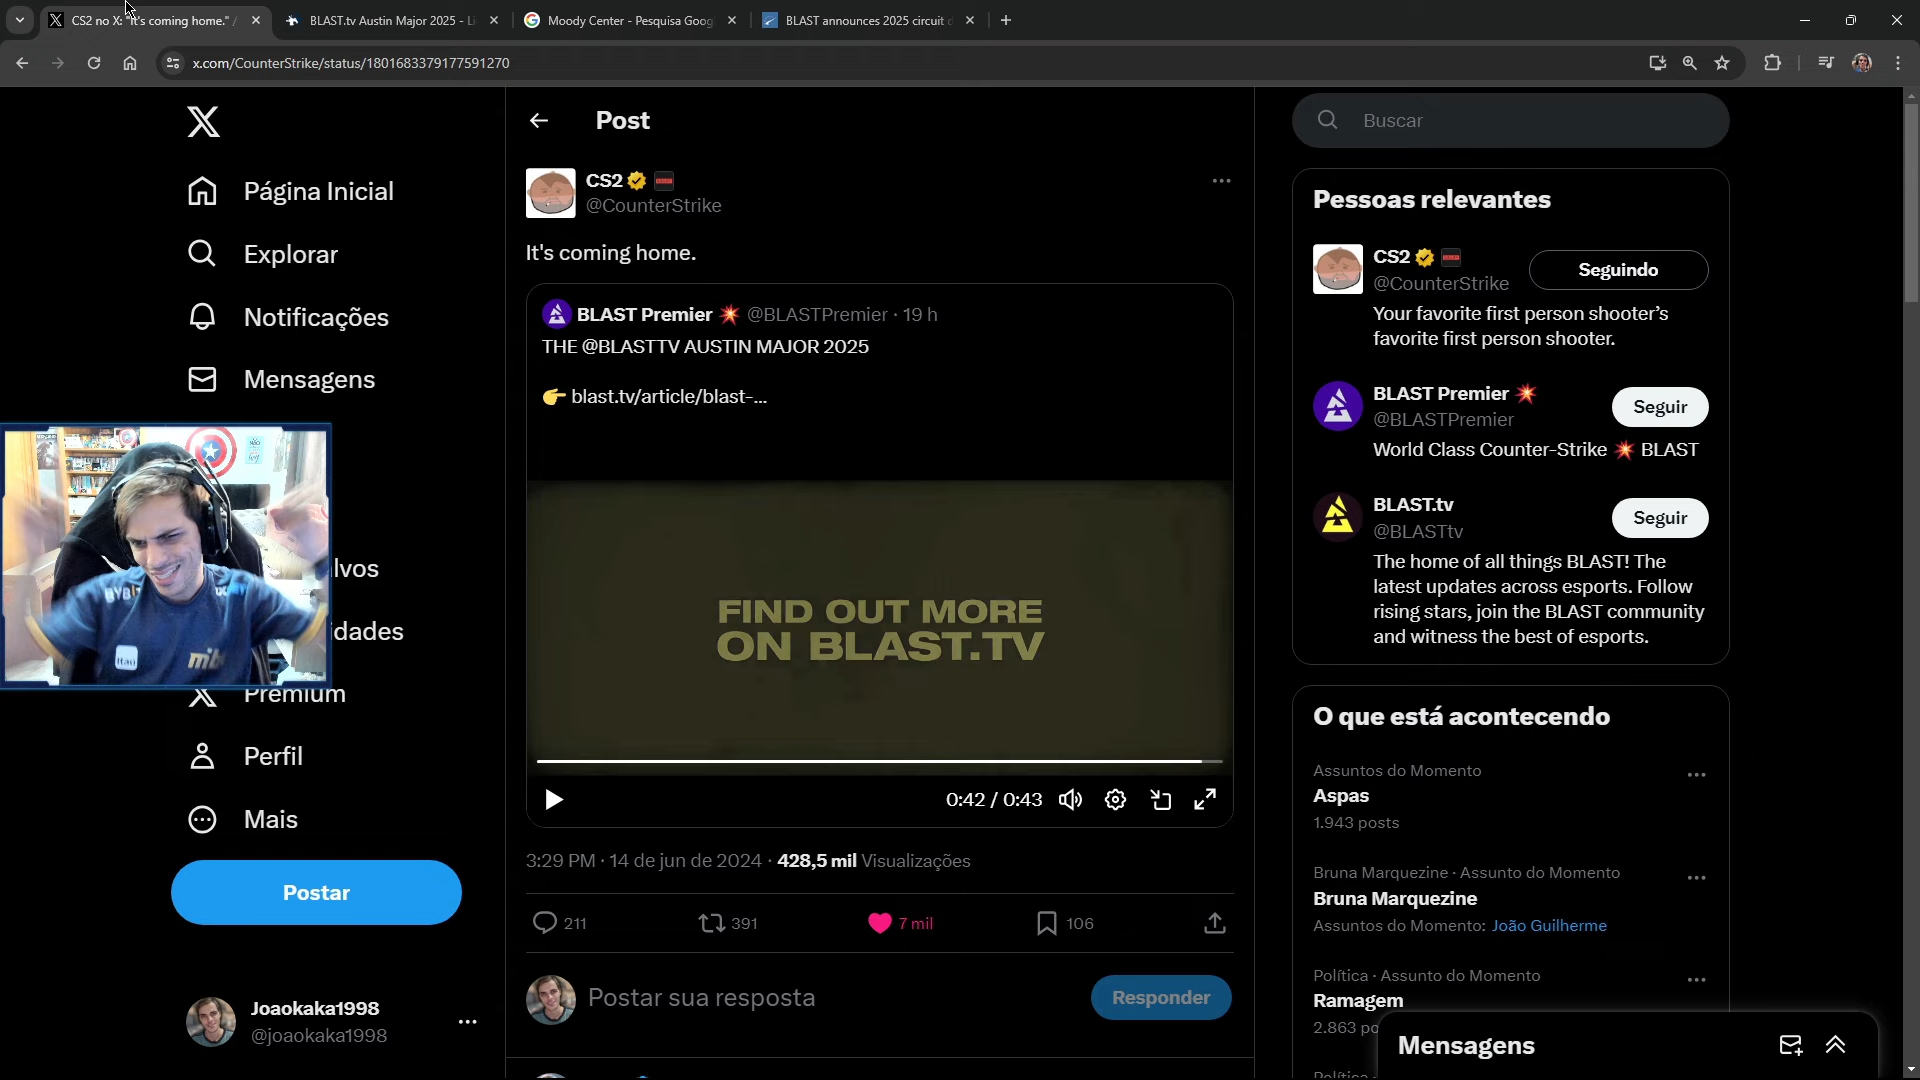 CS2 no X: "It's coming home." /
BLAST.tv Austin Major 2025 - Li
Moody Center - Pesquisa Goog
BLAST announces 2025 circuit d
x.com/CounterStrike/status/1801683379177591270
Página Inicial
Explorar
Notificações
Mensagens
lvos
idades
Premium
Perfil
Mais
Postar
Joaokaka1998
@joaokaka1998
BYB
Itaú
mib
Post
CS2
@CounterStrike
It's coming home.
BLAST Premier 💥 @BLASTPremier · 19 h
THE @BLASTTV AUSTIN MAJOR 2025
👉 blast.tv/article/blast-...
FIND OUT MORE
ON BLAST.TV
0:42 / 0:43
3:29 PM · 14 de jun de 2024 · 428,5 mil Visualizações
211
391
7 mil
106
Postar sua resposta
Responder
Buscar
Pessoas relevantes
CS2
@CounterStrike
Seguindo
Your favorite first person shooter's
favorite first person shooter.
BLAST Premier 💥
@BLASTPremier
Seguir
World Class Counter-Strike 💥 BLAST
BLAST.tv
@BLASTtv
Seguir
The home of all things BLAST! The
latest updates across esports. Follow
rising stars, join the BLAST community
and witness the best of esports.
O que está acontecendo
Assuntos do Momento
Aspas
1.943 posts
Bruna Marquezine · Assunto do Momento
Bruna Marquezine
Assuntos do Momento: João Guilherme
Política · Assunto do Momento
Ramagem
2.863 po
Mensagens